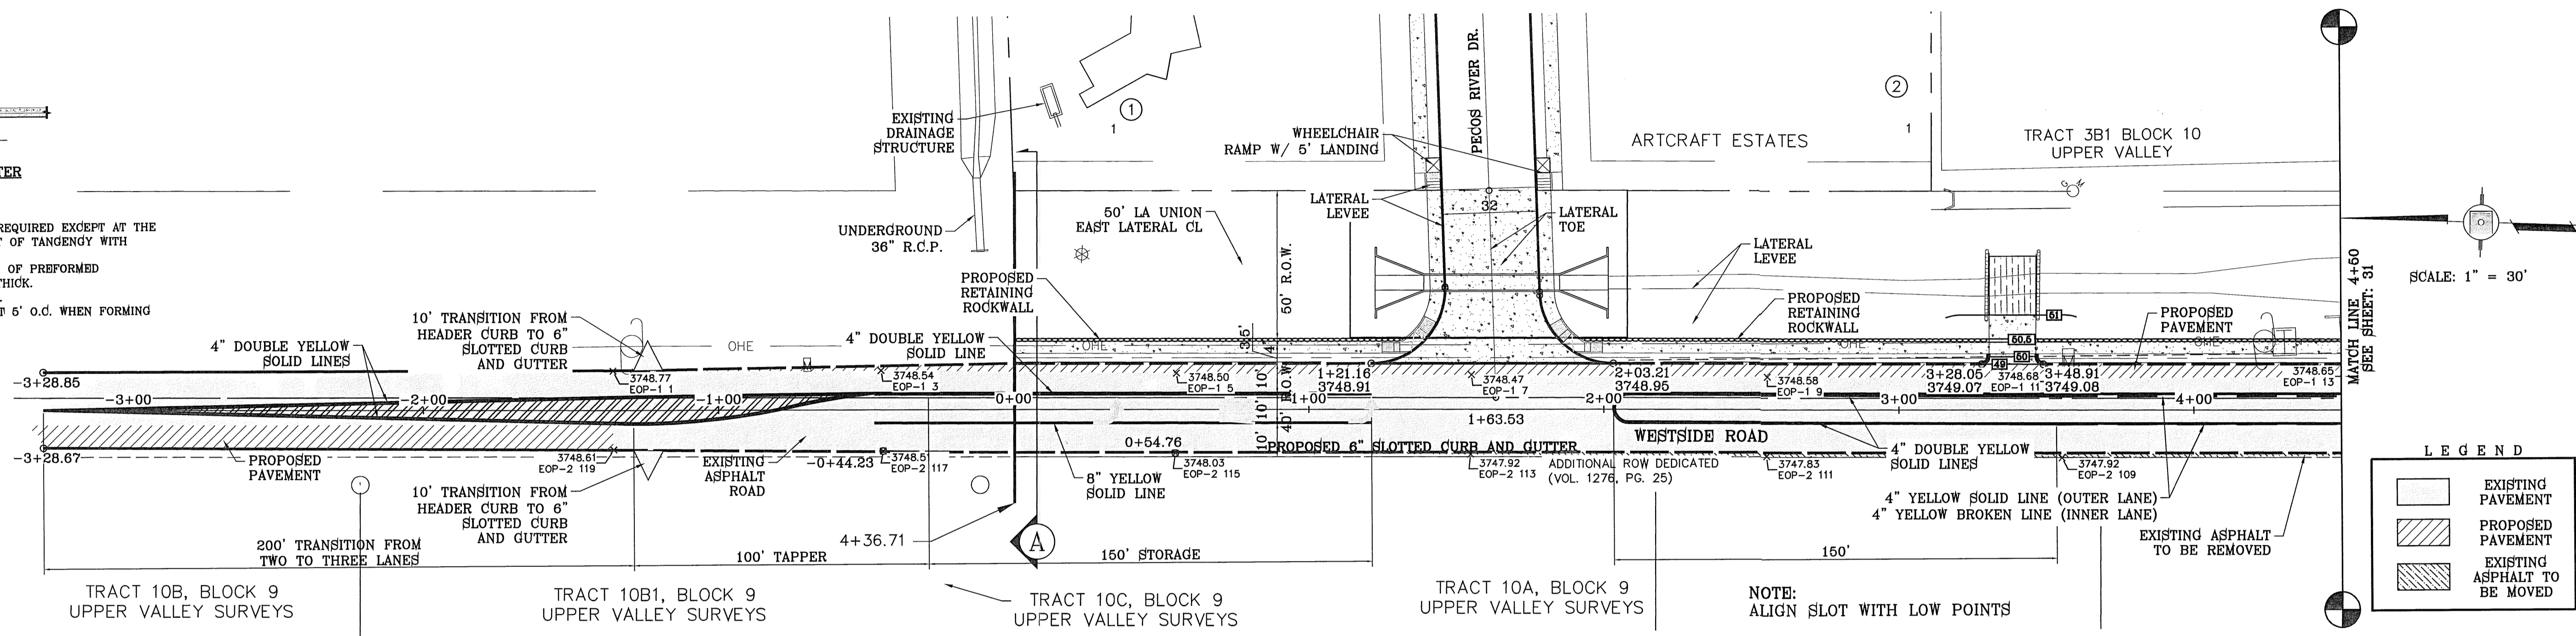 TER
REQUIRED EXCEPT AT THE
T OF TANGENCY WITH
OF PREFORMED
THICK.
T 5' O.C. WHEN FORMING
EXISTING
DRAINAGE
STRUCTURE
1
1
UNDERGROUND
36" R.C.P.
50' LA UNION
EAST LATERAL CL
WHEELCHAIR
RAMP W/ 5' LANDING
PECOS RIVER DR.
LATERAL
LEVEE
32
LATERAL
TOE
ARTCRAFT ESTATES
2
1
TRACT 3B1 BLOCK 10
UPPER VALLEY
G M
LATERAL
LEVEE
PROPOSED
RETAINING
ROCKWALL
50' R.O.W.
PROPOSED
RETAINING
ROCKWALL
51
50.5
50
49
PROPOSED
PAVEMENT
MATCH LINE 4+50
SEE SHEET: 31
SCALE: 1" = 30'
10' TRANSITION FROM
HEADER CURB TO 6"
SLOTTED CURB
AND GUTTER
4" DOUBLE YELLOW
SOLID LINES
OHE
4" DOUBLE YELLOW
SOLID LINE
OHE
35'
4'
OHE
OHE
-3+28.85
3748.77
EOP-1 1
3748.54
EOP-1 3
3748.50
EOP-1 5
1+21.16
3748.91
3748.47
EOP-1 7
2+03.21
3748.95
3748.58
EOP-1 9
3+28.05
3749.07
3748.68
EOP-1 11
3+48.91
3749.08
3748.65
EOP-1 13
-3+00
-2+00
-1+00
0+00
1+00
2+00
3+00
4+00
10'
10'
10'
40' R.O.W.
1+63.53
0+54.76
PROPOSED 6" SLOTTED CURB AND GUTTER
WESTSIDE ROAD
-3+28.67
PROPOSED
PAVEMENT
3748.61
EOP-2 119
EXISTING
ASPHALT
ROAD
-0+44.23
3748.51
EOP-2 117
3748.03
EOP-2 115
3747.92
EOP-2 113
ADDITIONAL ROW DEDICATED
(VOL. 1276, PG. 25)
3747.83
EOP-2 111
4" DOUBLE YELLOW
SOLID LINES
3747.92
EOP-2 109
8" YELLOW
SOLID LINE
10' TRANSITION FROM
HEADER CURB TO 6"
SLOTTED CURB
AND GUTTER
4" YELLOW SOLID LINE (OUTER LANE)
4" YELLOW BROKEN LINE (INNER LANE)
EXISTING ASPHALT
TO BE REMOVED
200' TRANSITION FROM
TWO TO THREE LANES
100' TAPPER
4+36.71
A
150' STORAGE
150'
TRACT 10B, BLOCK 9
UPPER VALLEY SURVEYS
TRACT 10B1, BLOCK 9
UPPER VALLEY SURVEYS
TRACT 10C, BLOCK 9
UPPER VALLEY SURVEYS
TRACT 10A, BLOCK 9
UPPER VALLEY SURVEYS
NOTE:
ALIGN SLOT WITH LOW POINTS
LEGEND
EXISTING
PAVEMENT
PROPOSED
PAVEMENT
EXISTING
ASPHALT TO
BE MOVED